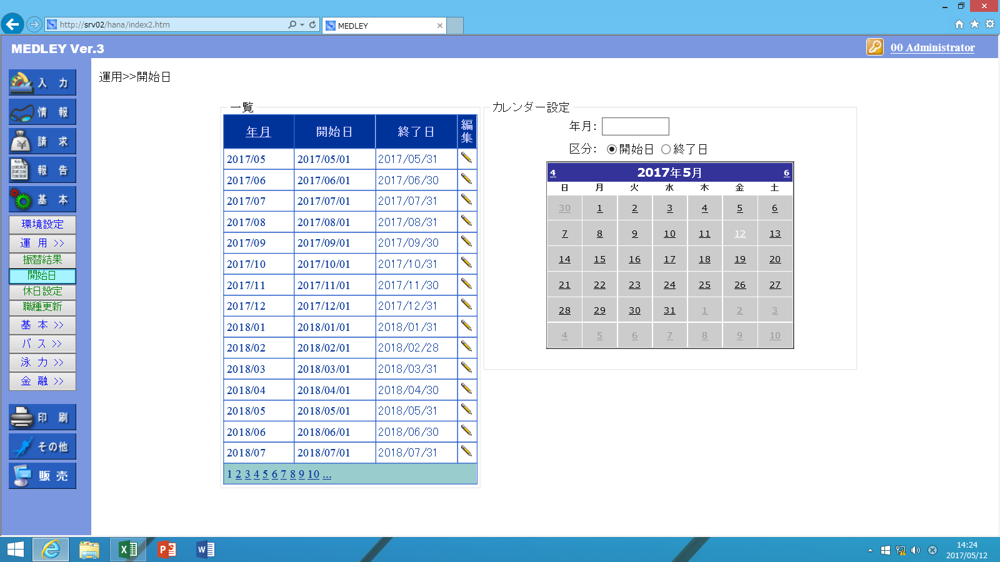 http://srv02/hana/index2.htm
MEDLEY
MEDLEY Ver.3
00 Administrator
入 力
情 報
請 求
報 告
基 本
環境設定
運 用 >>
振替結果
開始日
休日設定
職種更新
基 本 >>
バ ス >>
泳 力 >>
金 融 >>
印 刷
その他
販 売
運用>>開始日
一覧
年月 開始日 終了日 編集
2017/05 2017/05/01 2017/05/31
2017/06 2017/06/01 2017/06/30
2017/07 2017/07/01 2017/07/31
2017/08 2017/08/01 2017/08/31
2017/09 2017/09/01 2017/09/30
2017/10 2017/10/01 2017/10/31
2017/11 2017/11/01 2017/11/30
2017/12 2017/12/01 2017/12/31
2018/01 2018/01/01 2018/01/31
2018/02 2018/02/01 2018/02/28
2018/03 2018/03/01 2018/03/31
2018/04 2018/04/01 2018/04/30
2018/05 2018/05/01 2018/05/31
2018/06 2018/06/01 2018/06/30
2018/07 2018/07/01 2018/07/31
1 2 3 4 5 6 7 8 9 10 ...
カレンダー設定
年月:
区分: 開始日 終了日
4 2017年5月 6
日 月 火 水 木 金 土
30 1 2 3 4 5 6
7 8 9 10 11 12 13
14 15 16 17 18 19 20
21 22 23 24 25 26 27
28 29 30 31 1 2 3
4 5 6 7 8 9 10
14:24
2017/05/12